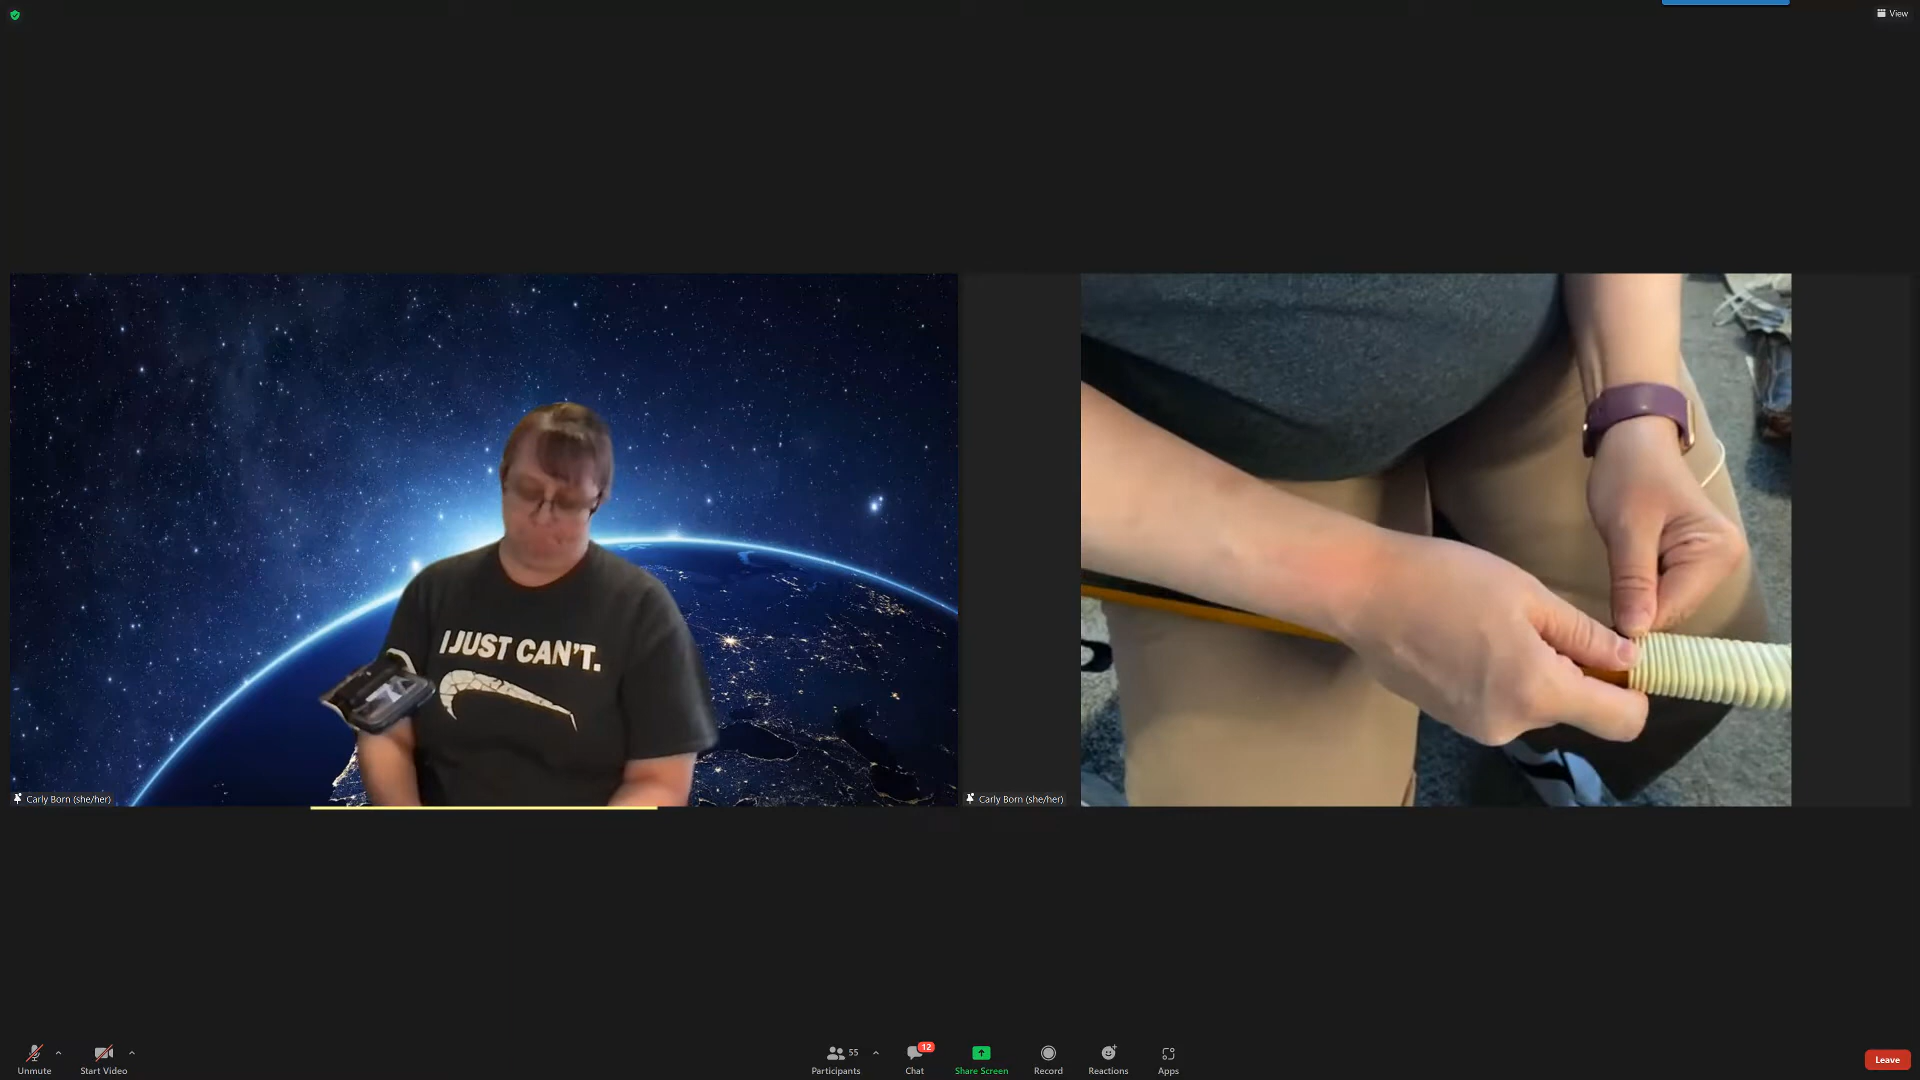 View
I JUST CAN'T.
Carly Born (she/her)
Carly Born (she/her)
Unmute
Start Video
55
Participants
12
Chat
Share Screen
Record
Reactions
Apps
Leave